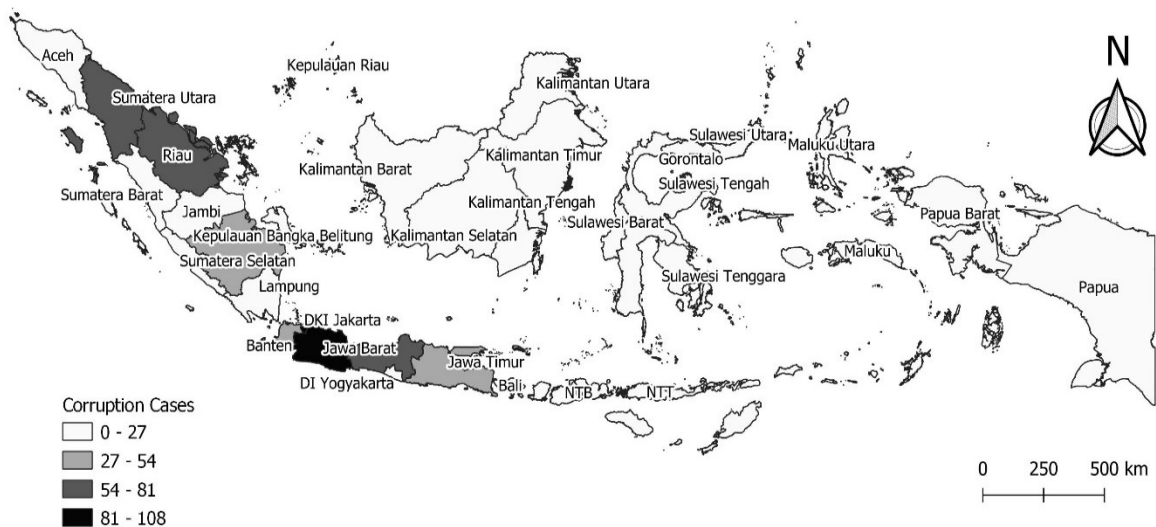 N
Aceh
Kepulauan Riau
Kalimantan Utara
Sumatera Utara
Sulawesi Utara
Maluku Utara
Riau
Kalimantan Timur
Gorontalo
Kalimantan Barat
Sulawesi Tengah
Sumatera Barat
Jambi
Kalimantan Tengah
Papua Barat
Sulawesi Barat
Kepulauan Bangka Belitung
Kalimantan Selatan
Maluku
Sumatera Selatan
Sulawesi Tenggara
Lampung
Papua
DKI Jakarta
Banten
Jawa Barat
Jawa Timur
DI Yogyakarta
Bali
NTB
NTT
Corruption Cases
0 - 27
27 - 54
54 - 81
81 - 108
0 250 500 km